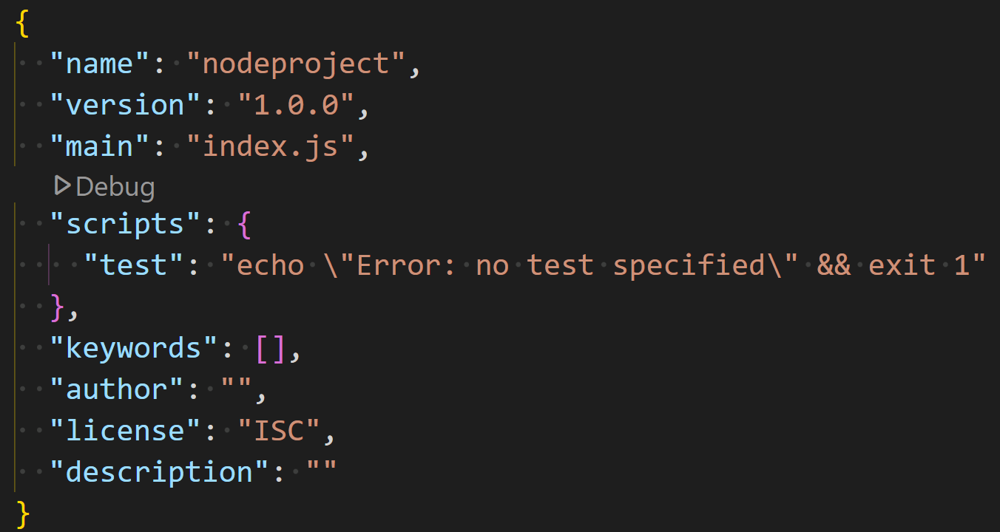 {
  "name": "nodeproject",
  "version": "1.0.0",
  "main": "index.js",
  Debug
  "scripts": {
    "test": "echo \"Error: no test specified\" && exit 1"
  },
  "keywords": [],
  "author": "",
  "license": "ISC",
  "description": ""
}